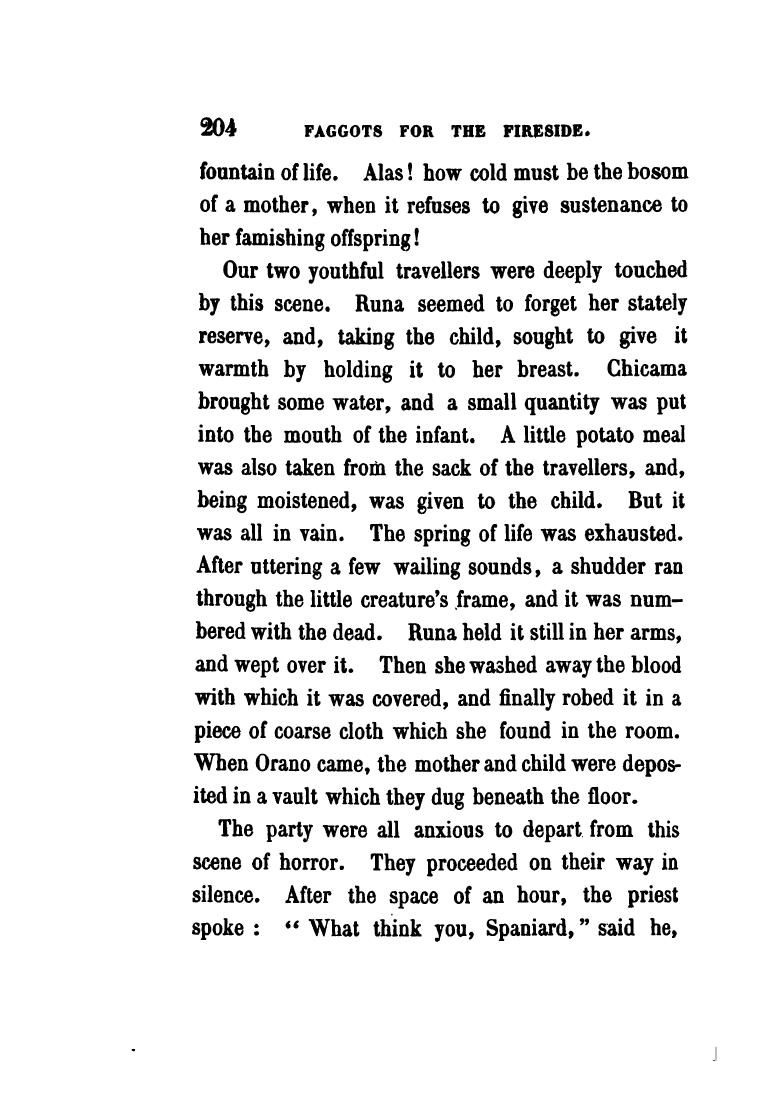 204 FAGGOTS FOR THE FIRESIDE.
fountain of life. Alas! how cold must be the bosom
of a mother, when it refuses to give sustenance to
her famishing offspring!
Our two youthful travellers were deeply touched
by this scene. Runa seemed to forget her stately
reserve, and, taking the child, sought to give it
warmth by holding it to her breast. Chicama
brought some water, and a small quantity was put
into the mouth of the infant. A little potato meal
was also taken from the sack of the travellers, and,
being moistened, was given to the child. But it
was all in vain. The spring of life was exhausted.
After uttering a few wailing sounds, a shudder ran
through the little creature's frame, and it was num-
bered with the dead. Runa held it still in her arms,
and wept over it. Then she washed away the blood
with which it was covered, and finally robed it in a
piece of coarse cloth which she found in the room.
When Orano came, the mother and child were depos-
ited in a vault which they dug beneath the floor.
The party were all anxious to depart from this
scene of horror. They proceeded on their way in
silence. After the space of an hour, the priest
spoke : “ What think you, Spaniard, ” said he,